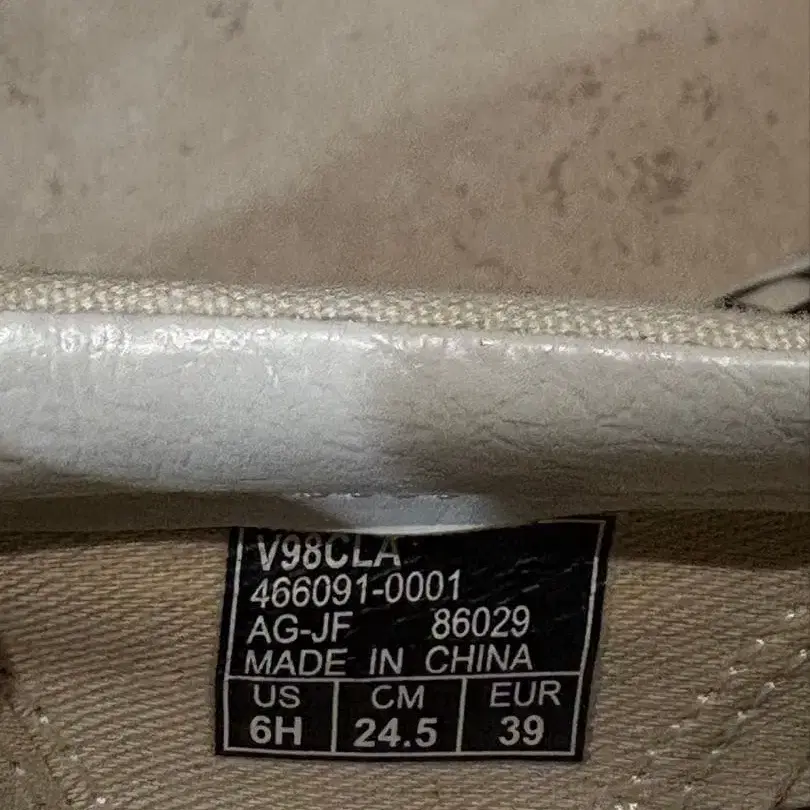 V98CLA
466091-0001
AG-JF 86029
MADE IN CHINA
US CM EUR
6H 24.5 39